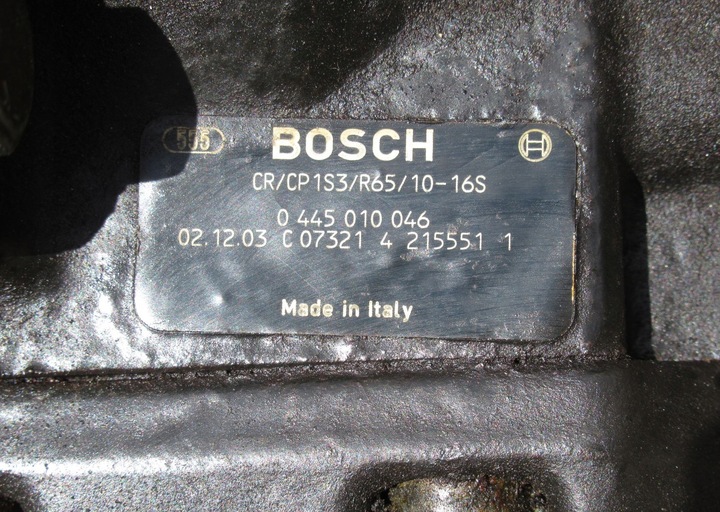 555 BOSCH
CR/CP1S3/R65/10-16S
0 445 010 046
02.12.03 C 07321 4 215551 1
Made in Italy